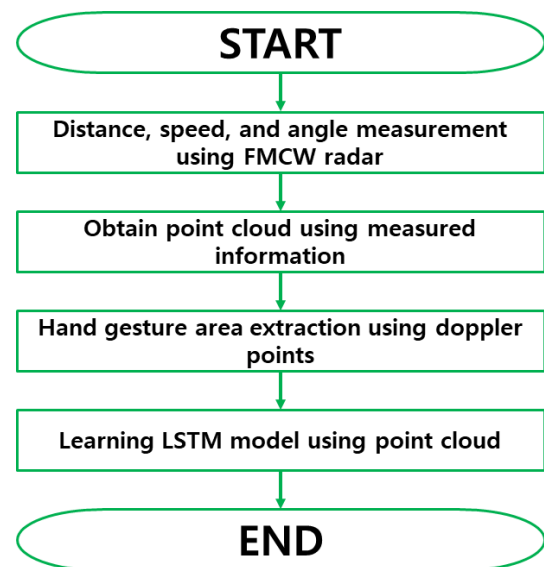 START
Distance, speed, and angle measurement
using FMCW radar
Obtain point cloud using measured
information
Hand gesture area extraction using doppler
points
Learning LSTM model using point cloud
END